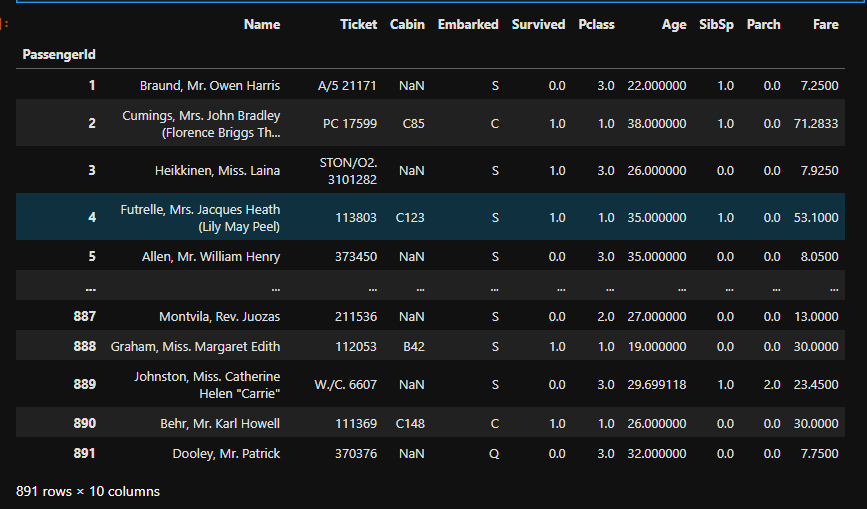 Name Ticket Cabin Embarked Survived Pclass Age SibSp Parch Fare
PassengerId
1 Braund, Mr. Owen Harris A/5 21171 NaN S 0.0 3.0 22.000000 1.0 0.0 7.2500
2 Cumings, Mrs. John Bradley (Florence Briggs Th... PC 17599 C85 C 1.0 1.0 38.000000 1.0 0.0 71.2833
3 Heikkinen, Miss. Laina STON/O2. 3101282 NaN S 1.0 3.0 26.000000 0.0 0.0 7.9250
4 Futrelle, Mrs. Jacques Heath (Lily May Peel) 113803 C123 S 1.0 1.0 35.000000 1.0 0.0 53.1000
5 Allen, Mr. William Henry 373450 NaN S 0.0 3.0 35.000000 0.0 0.0 8.0500
... ... ... ... ... ... ... ... ... ... ...
887 Montvila, Rev. Juozas 211536 NaN S 0.0 2.0 27.000000 0.0 0.0 13.0000
888 Graham, Miss. Margaret Edith 112053 B42 S 1.0 1.0 19.000000 0.0 0.0 30.0000
889 Johnston, Miss. Catherine Helen "Carrie" W./C. 6607 NaN S 0.0 3.0 29.699118 1.0 2.0 23.4500
890 Behr, Mr. Karl Howell 111369 C148 C 1.0 1.0 26.000000 0.0 0.0 30.0000
891 Dooley, Mr. Patrick 370376 NaN Q 0.0 3.0 32.000000 0.0 0.0 7.7500
891 rows × 10 columns